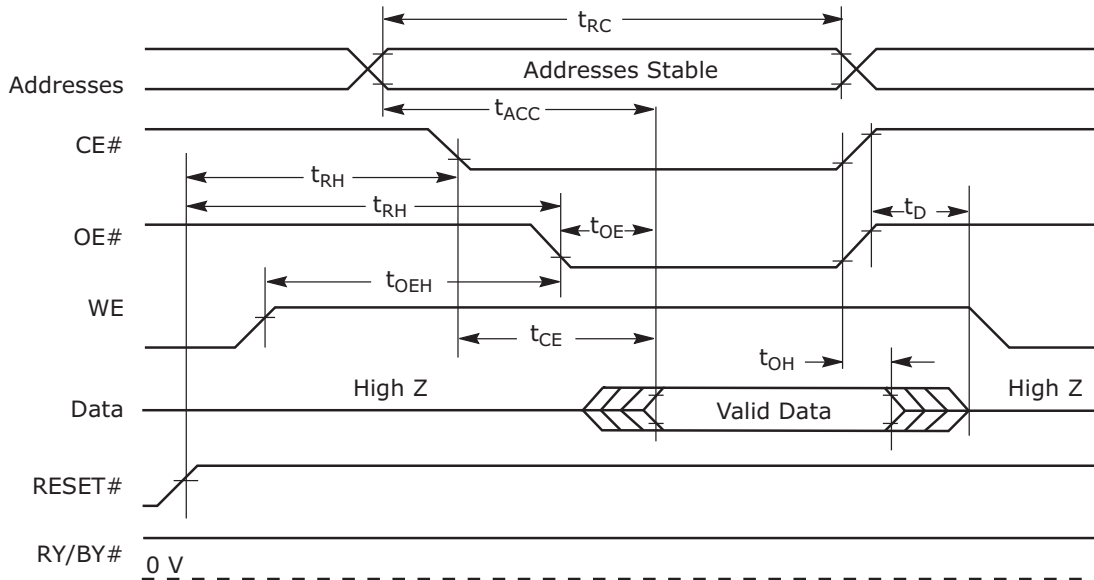 tRC
Addresses Stable
Addresses
tACC
CE#
tRH
tRH
tD
OE#
tOE
tOEH
WE
tCE
tOH
High Z
High Z
Data
Valid Data
RESET#
RY/BY#
0 V